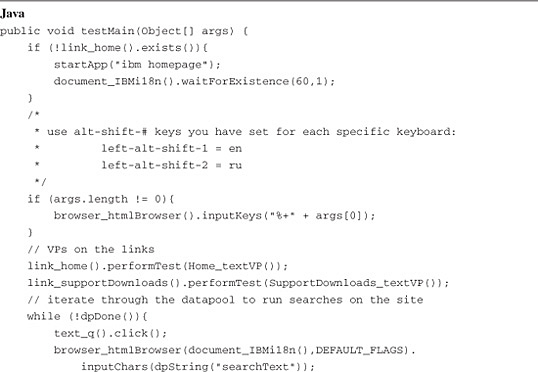 Java
public void testMain(Object[] args) {
    if (!link_home().exists()){
        startApp("ibm homepage");
        document_IBMi18n().waitForExistence(60,1);
    }
    /*
     * use alt-shift-# keys you have set for each specific keyboard:
     *         left-alt-shift-1 = en
     *         left-alt-shift-2 = ru
     */
    if (args.length != 0){
        browser_htmlBrowser().inputKeys("%+" + args[0]);
    }
    // VPs on the links
    link_home().performTest(Home_textVP());
    link_supportDownloads().performTest(SupportDownloads_textVP());
    // iterate through the datapool to run searches on the site
    while (!dpDone()){
        text_q().click();
        browser_htmlBrowser(document_IBMi18n(),DEFAULT_FLAGS).
            inputChars(dpString("searchText"));